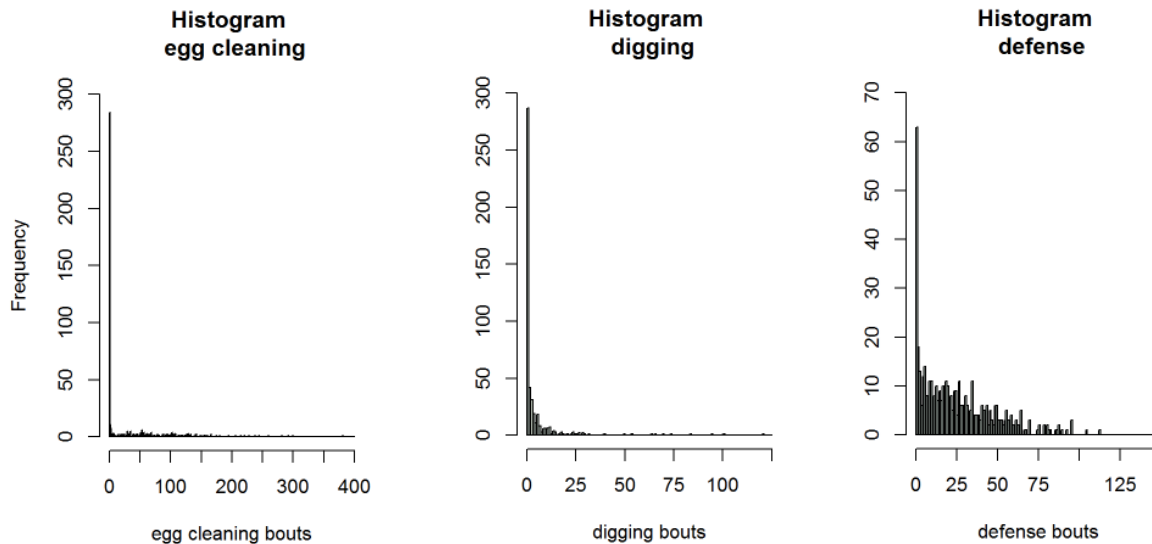 Histogram
egg cleaning
300
250
200
150
100
50
0
Frequency
0 100 200 300 400
egg cleaning bouts
Histogram
digging
300
250
200
150
100
50
0
0 25 50 75 100
digging bouts
Histogram
defense
70
60
50
40
30
20
10
0
0 25 50 75 125
defense bouts